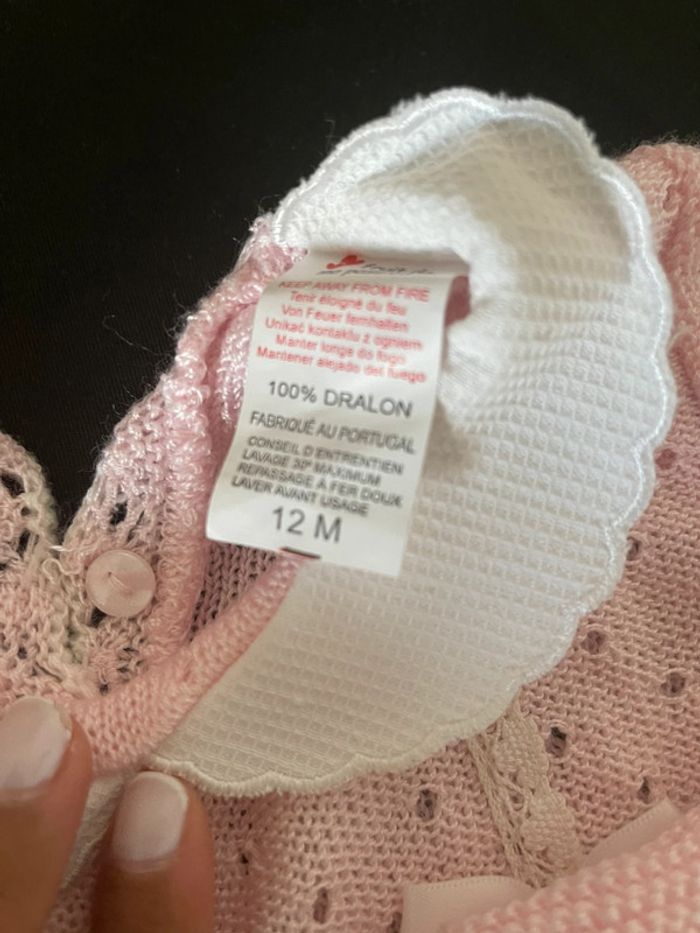 KEEP AWAY FROM FIRE
Tenir éloigné du feu
Von Feuer fernhalten
Unikać kontaktu z ogniem
Manter longe do fogo
Mantener alejado del fuego
100% DRALON
FABRIQUÉ AU PORTUGAL
CONSEIL D'ENTRETIEN
LAVAGE 30º MAXIMUM
REPASSAGE A FER DOUX
LAVER AVANT USAGE
12 M